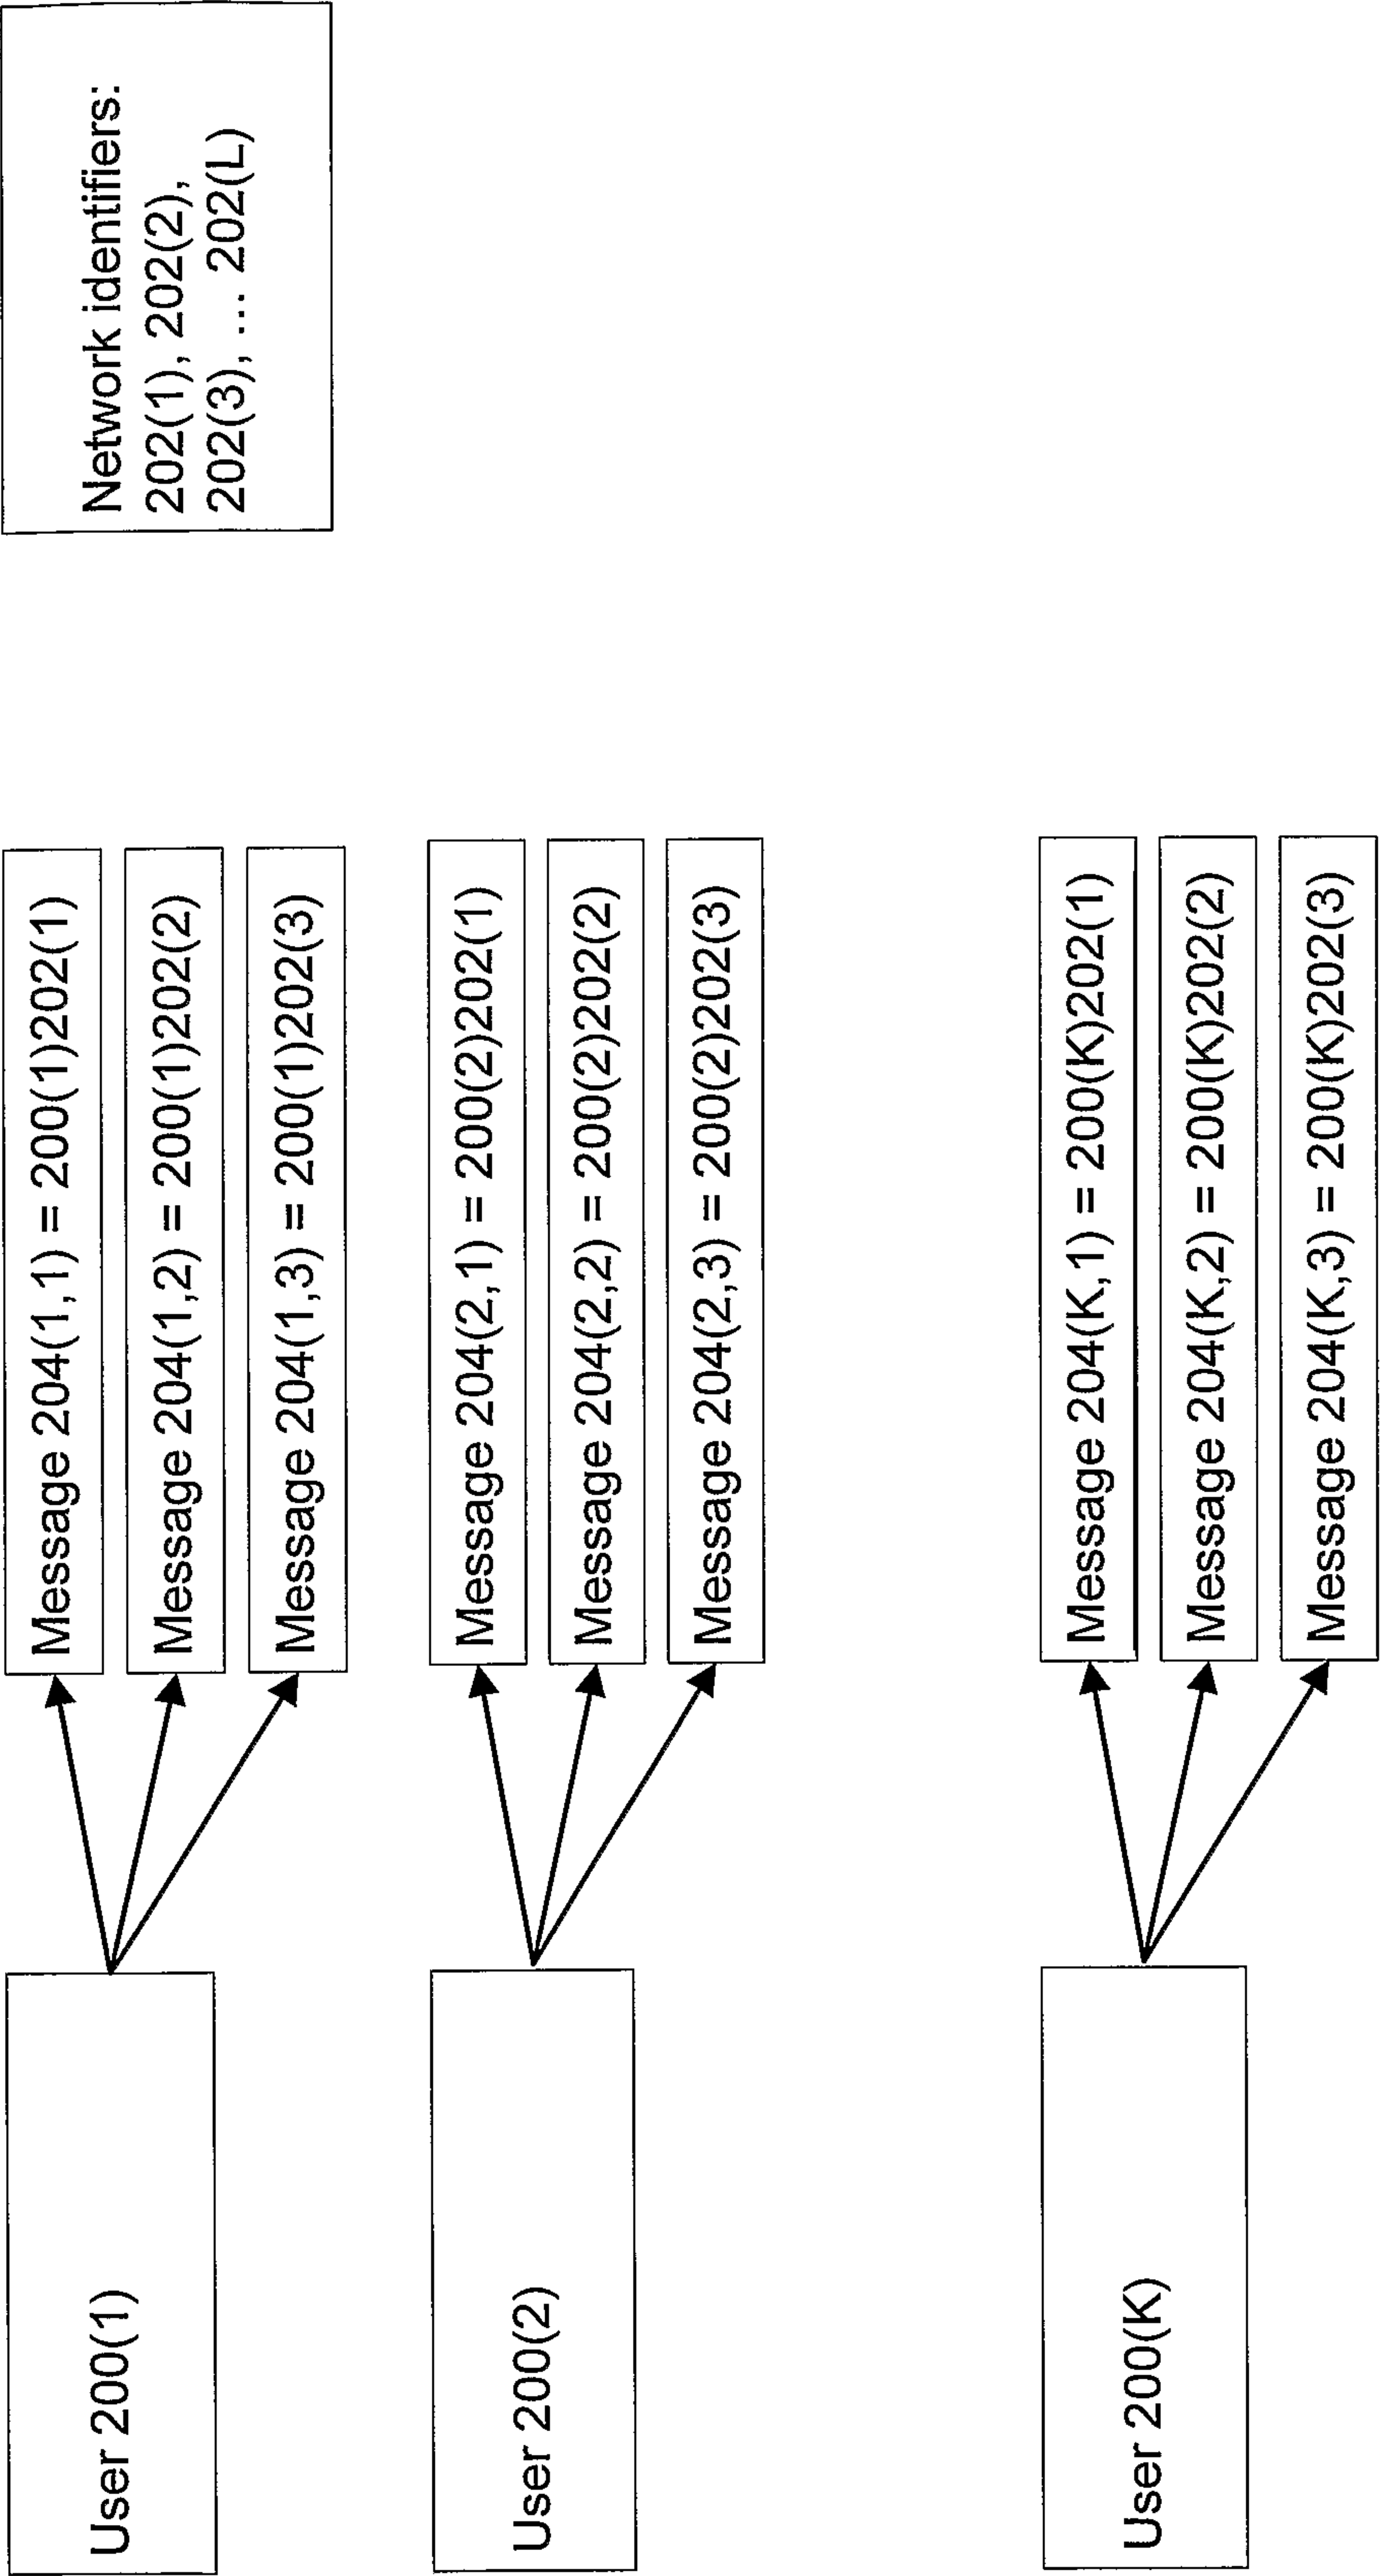 User 200(1)
Message 204(1,1) = 200(1)202(1)
Message 204(1,2) = 200(1)202(2)
Message 204(1,3) = 200(1)202(3)
Network identifiers:
202(1), 202(2),
202(3), ... 202(L)
User 200(2)
Message 204(2,1) = 200(2)202(1)
Message 204(2,2) = 200(2)202(2)
Message 204(2,3) = 200(2)202(3)
User 200(K)
Message 204(K,1) = 200(K)202(1)
Message 204(K,2) = 200(K)202(2)
Message 204(K,3) = 200(K)202(3)